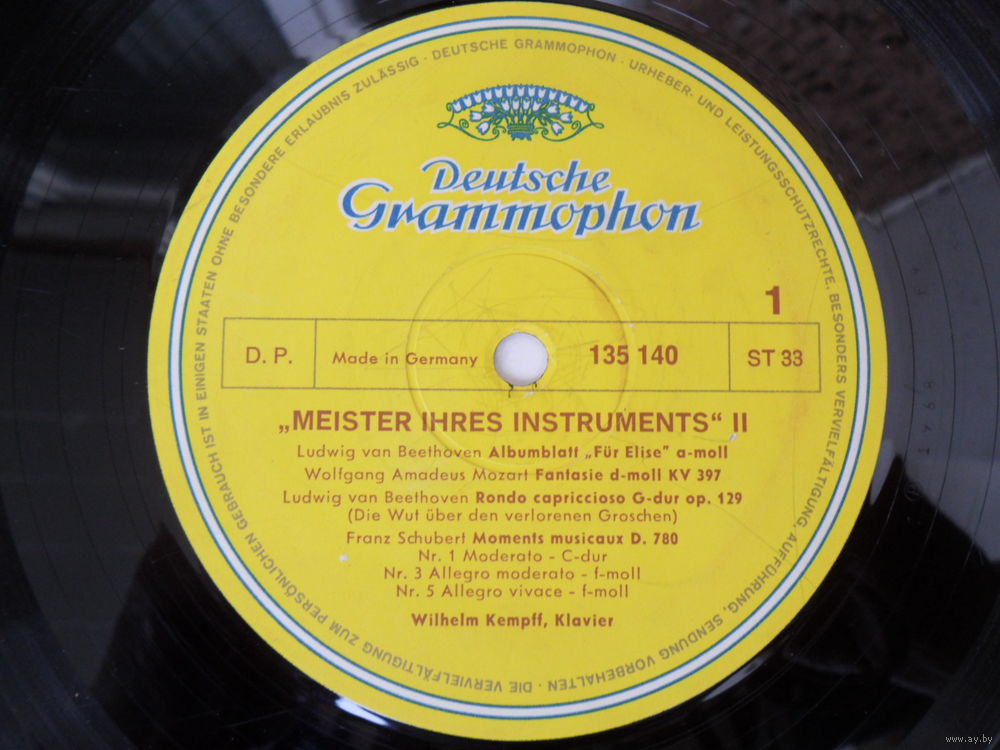 DIE VERVIELFÄLTIGUNG ZUM PERSÖNLICHEN GEBRAUCH IST IN EINIGEN STAATEN OHNE BESONDERE ERLAUBNIS ZULÄSSIG · DEUTSCHE GRAMMOPHON · URHEBER- UND LEISTUNGSSCHUTZRECHTE, BESONDERS VERVIELFÄLTIGUNG, AUFFÜHRUNG, SENDUNG VORBEHALTEN ·
Deutsche
Grammophon
1
D. P. Made in Germany 135 140 ST 33
„MEISTER IHRES INSTRUMENTS“ II
Ludwig van Beethoven Albumblatt „Für Elise” a-moll
Wolfgang Amadeus Mozart Fantasie d-moll KV 397
Ludwig van Beethoven Rondo capriccioso G-dur op. 129
(Die Wut über den verlorenen Groschen)
Franz Schubert Moments musicaux D. 780
Nr. 1 Moderato - C-dur
Nr. 3 Allegro moderato - f-moll
Nr. 5 Allegro vivace - f-moll
Wilhelm Kempff, Klavier
www.ay.by